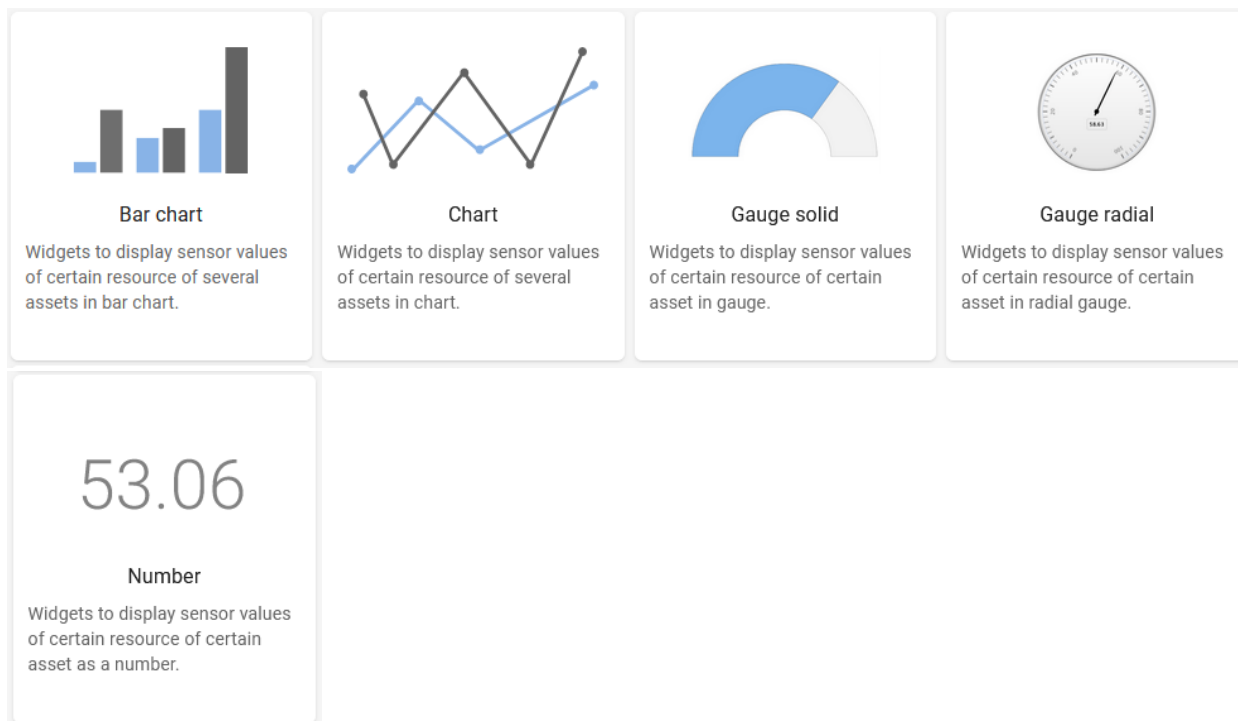 Bar chart
Widgets to display sensor values
of certain resource of several
assets in bar chart.
Chart
Widgets to display sensor values
of certain resource of several
assets in chart.
Gauge solid
Widgets to display sensor values
of certain resource of certain
asset in gauge.
Gauge radial
Widgets to display sensor values
of certain resource of certain
asset in radial gauge.
53.06
Number
Widgets to display sensor values
of certain resource of certain
asset as a number.